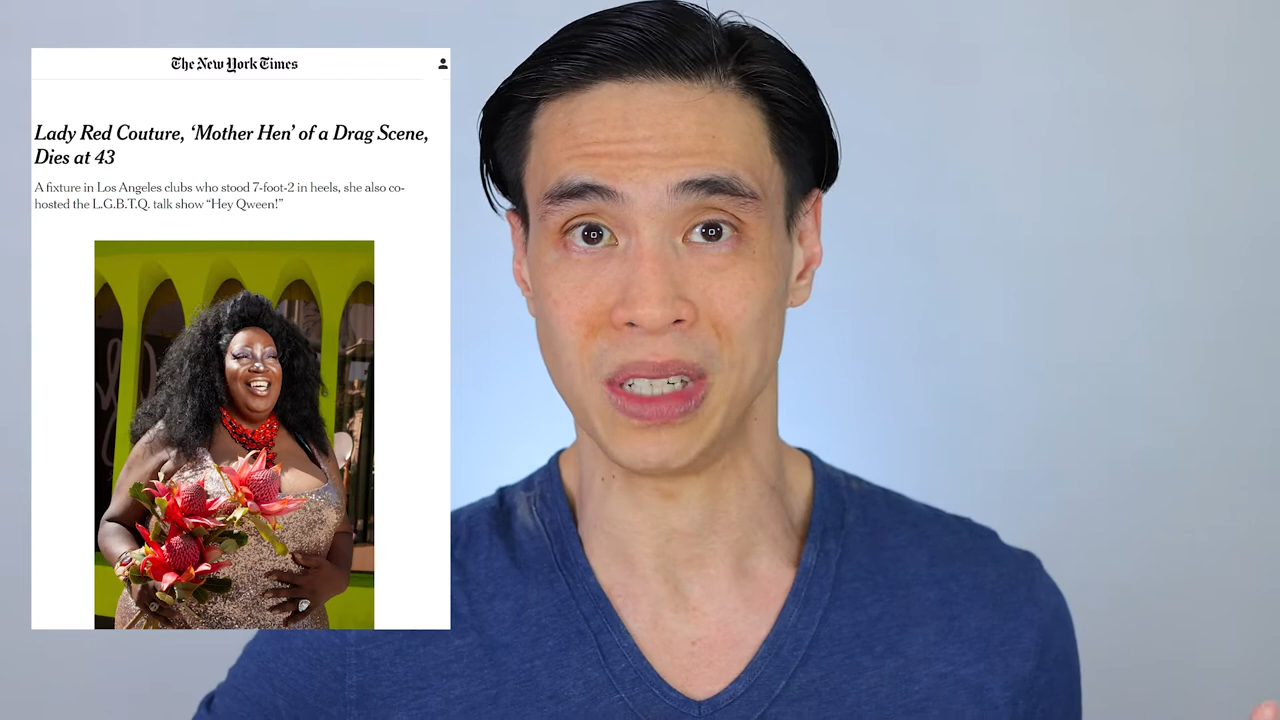 The New York Times
Lady Red Couture, ‘Mother Hen’ of a Drag Scene,
Dies at 43
A fixture in Los Angeles clubs who stood 7-foot-2 in heels, she also co-
hosted the L.G.B.T.Q. talk show “Hey Qween!”